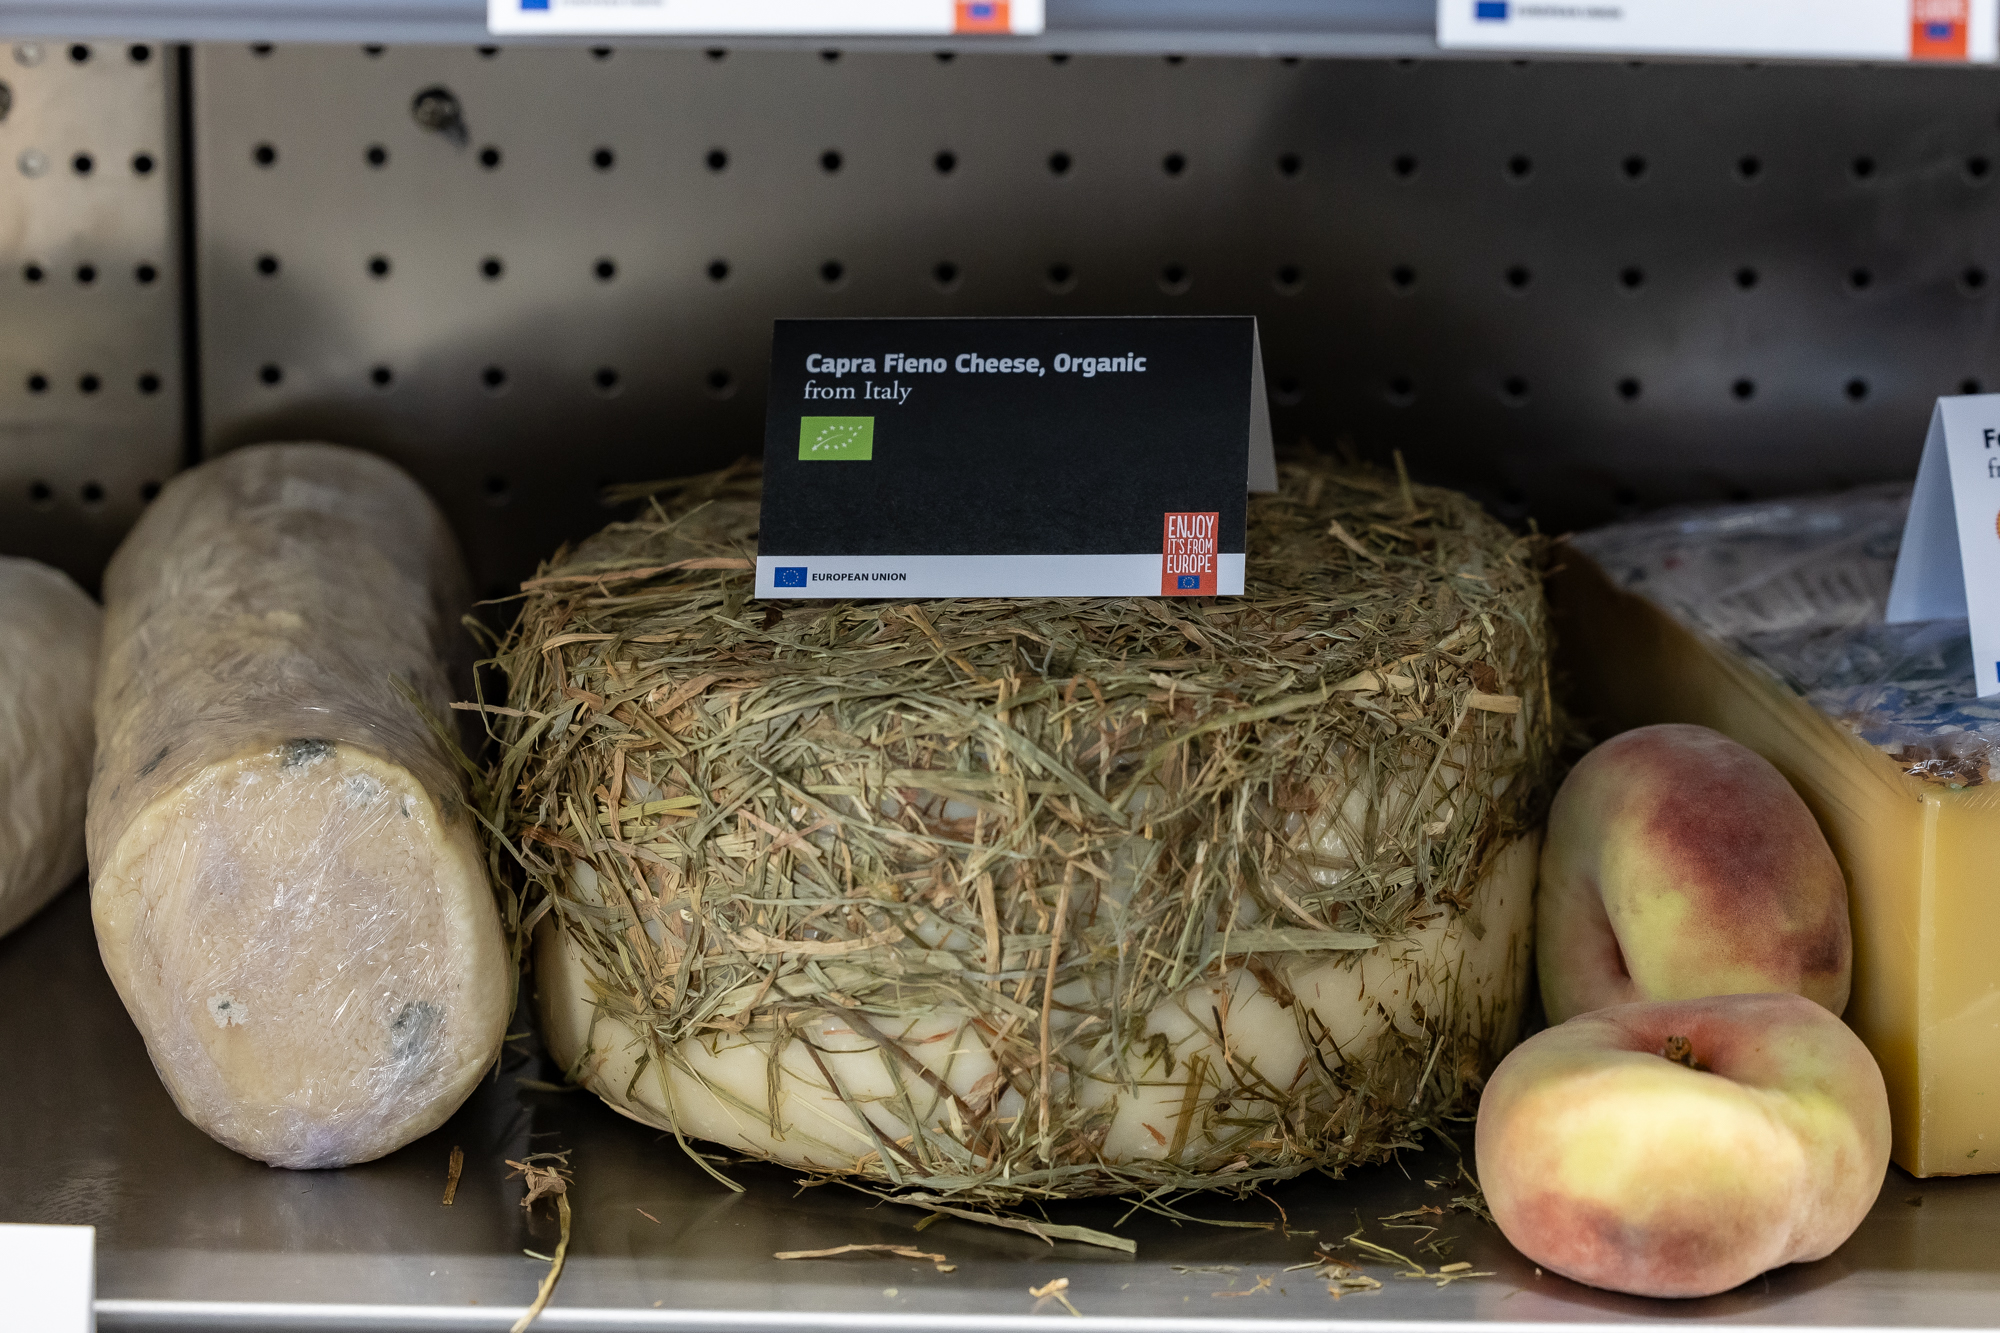 Capra Fieno Cheese, Organic
from Italy
ENJOY
IT'S FROM
EUROPE
EUROPEAN UNION